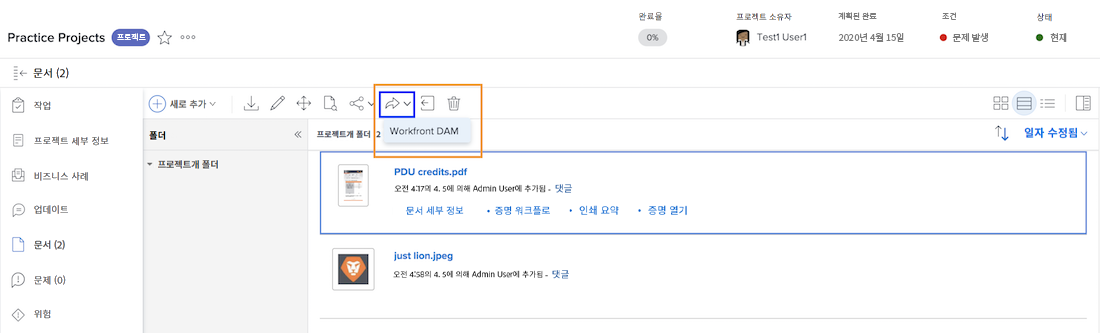 완료율
프로젝트 소유자
계획된 완료
조건
상태
Practice Projects 프로젝트
0%
Test1 User1
2020년 4월 15일
문제 발생
현재
문서 (2)
작업
프로젝트 세부 정보
비즈니스 사례
업데이트
문서 (2)
문제 (0)
위험
새로 추가
폴더
프로젝트개 폴더
Workfront DAM
프로젝트개 폴더 2
일자 수정됨
PDU credits.pdf
오전 4:17의 4. 5에 의해 Admin User에 추가됨 - 댓글
문서 세부 정보 • 증명 워크플로 • 인쇄 요약 • 증명 열기
just lion.jpeg
오전 4:58의 4. 5에 의해 Admin User에 추가됨 - 댓글